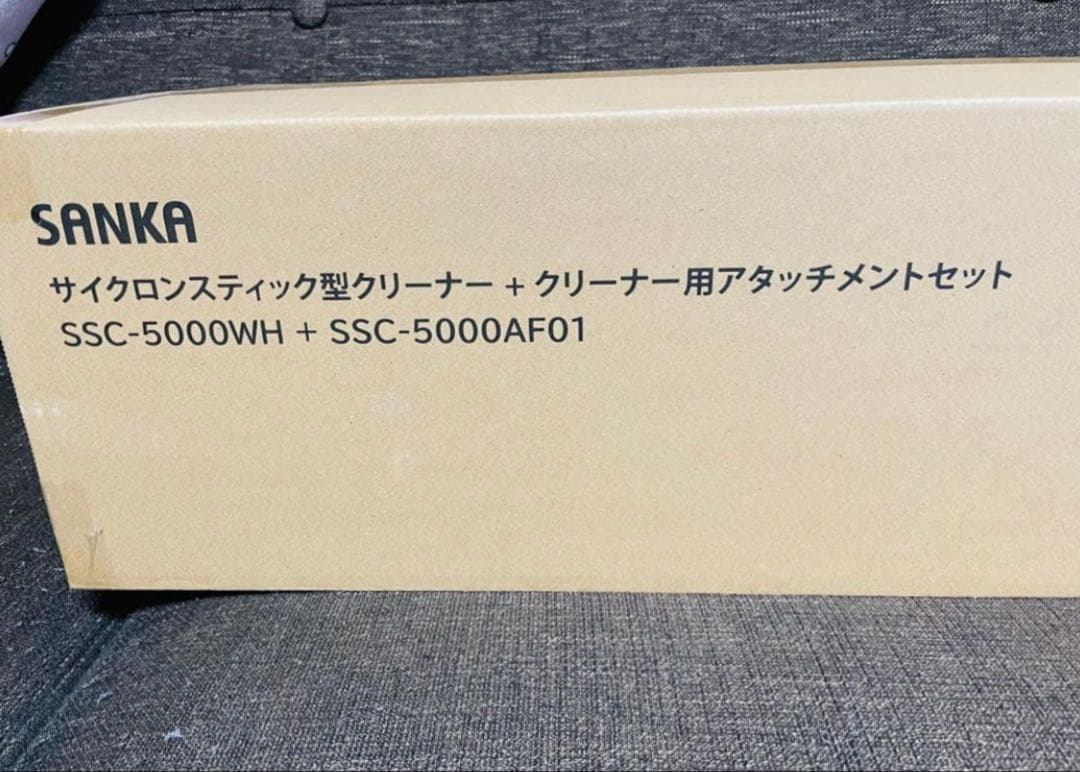 SANKA
サイクロンスティック型クリーナー + クリーナー用アタッチメントセット
SSC-5000WH + SSC-5000AF01